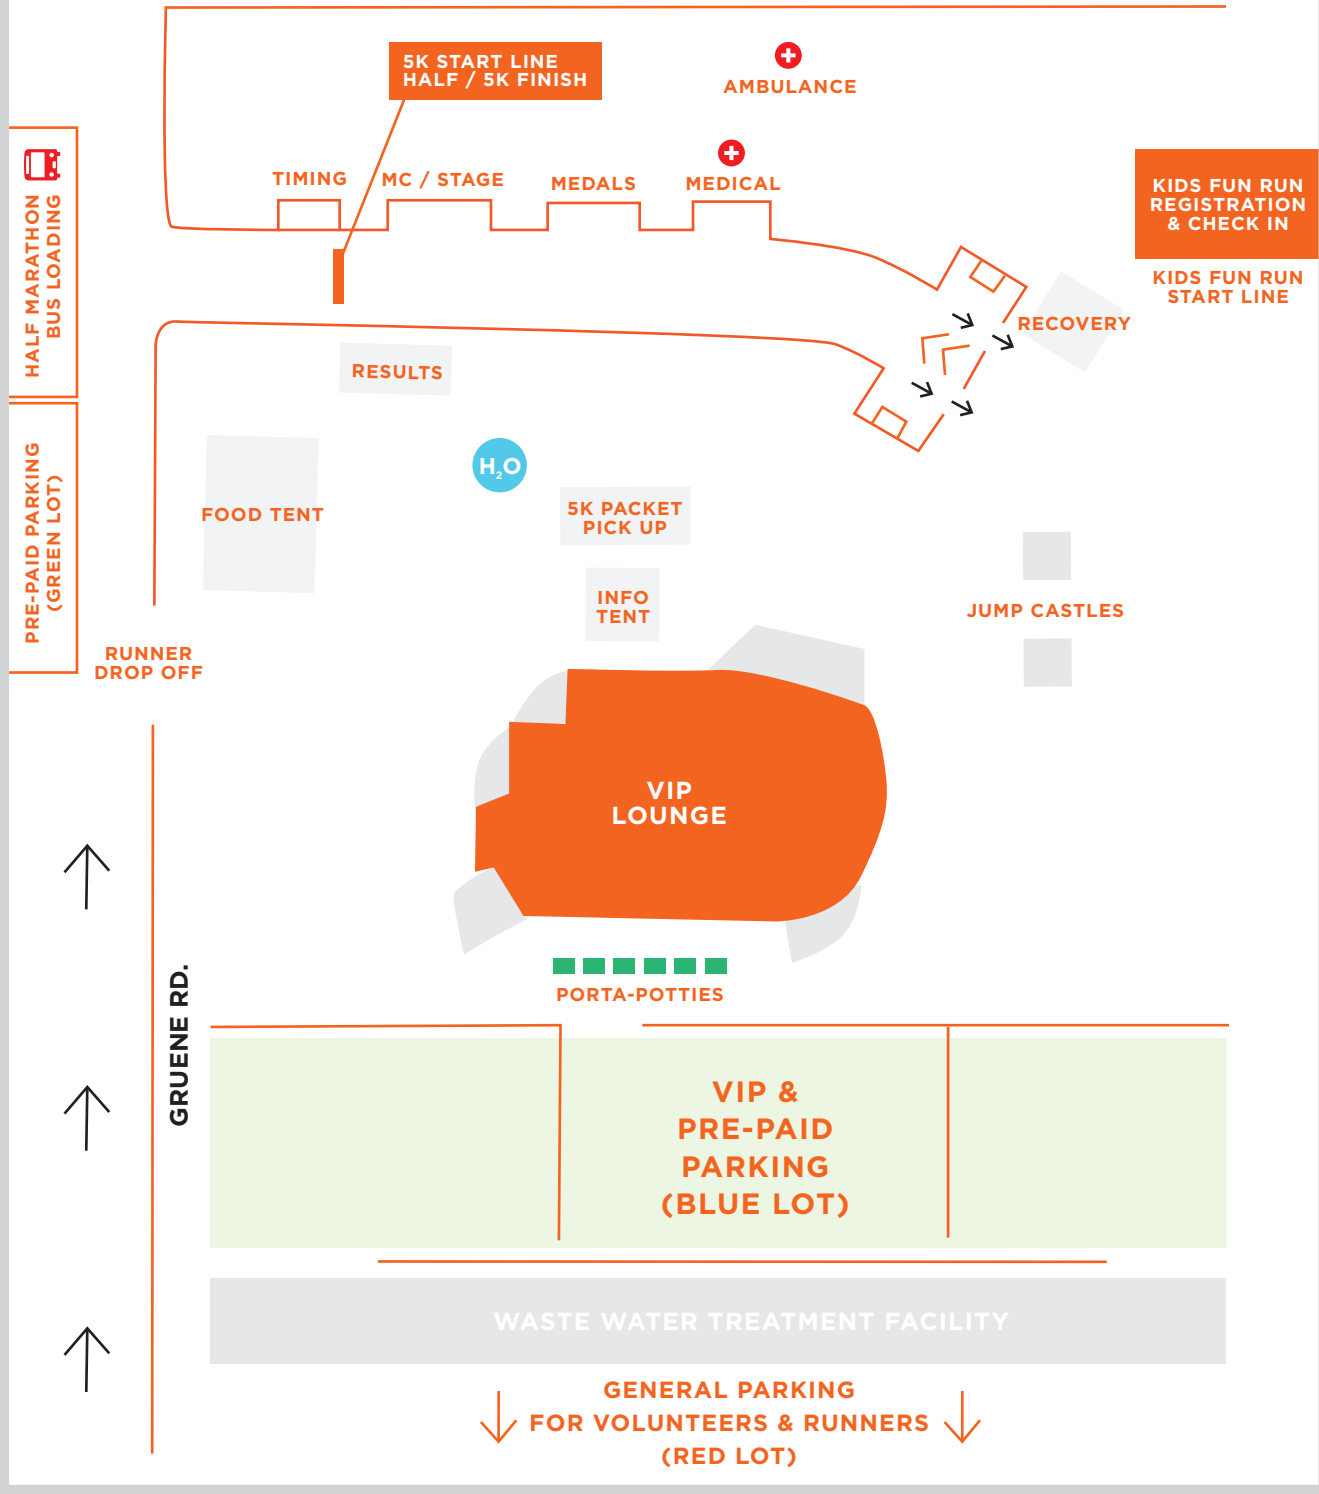 5K START LINE
HALF / 5K FINISH
AMBULANCE
TIMING
MC / STAGE
MEDALS
MEDICAL
KIDS FUN RUN
REGISTRATION
& CHECK IN
KIDS FUN RUN
START LINE
HALF MARATHON
BUS LOADING
RECOVERY
RESULTS
H₂O
PRE-PAID PARKING
(GREEN LOT)
FOOD TENT
5K PACKET
PICK UP
INFO
TENT
JUMP CASTLES
RUNNER
DROP OFF
VIP
LOUNGE
PORTA-POTTIES
GRUENE RD.
VIP &
PRE-PAID
PARKING
(BLUE LOT)
WASTE WATER TREATMENT FACILITY
GENERAL PARKING
FOR VOLUNTEERS & RUNNERS
(RED LOT)